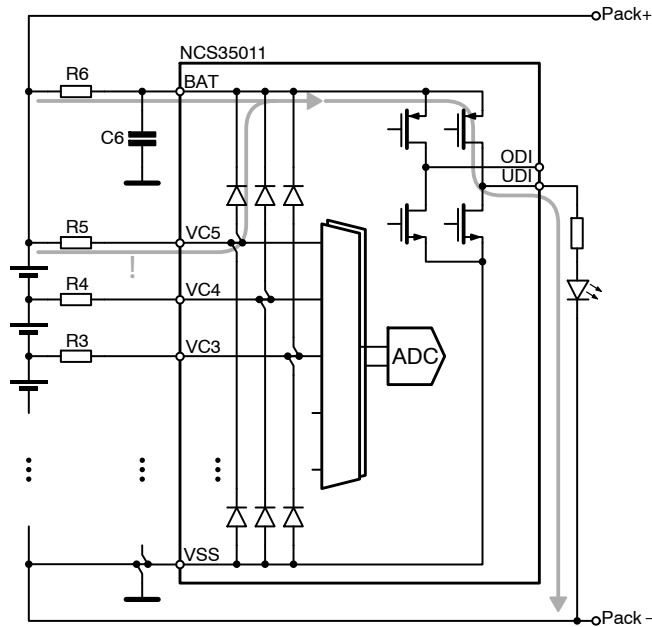 Pack+
NCS35011
R6
BAT
C6
ODI
UDI
R5
VC5
!
R4
VC4
R3
VC3
ADC
VSS
Pack –